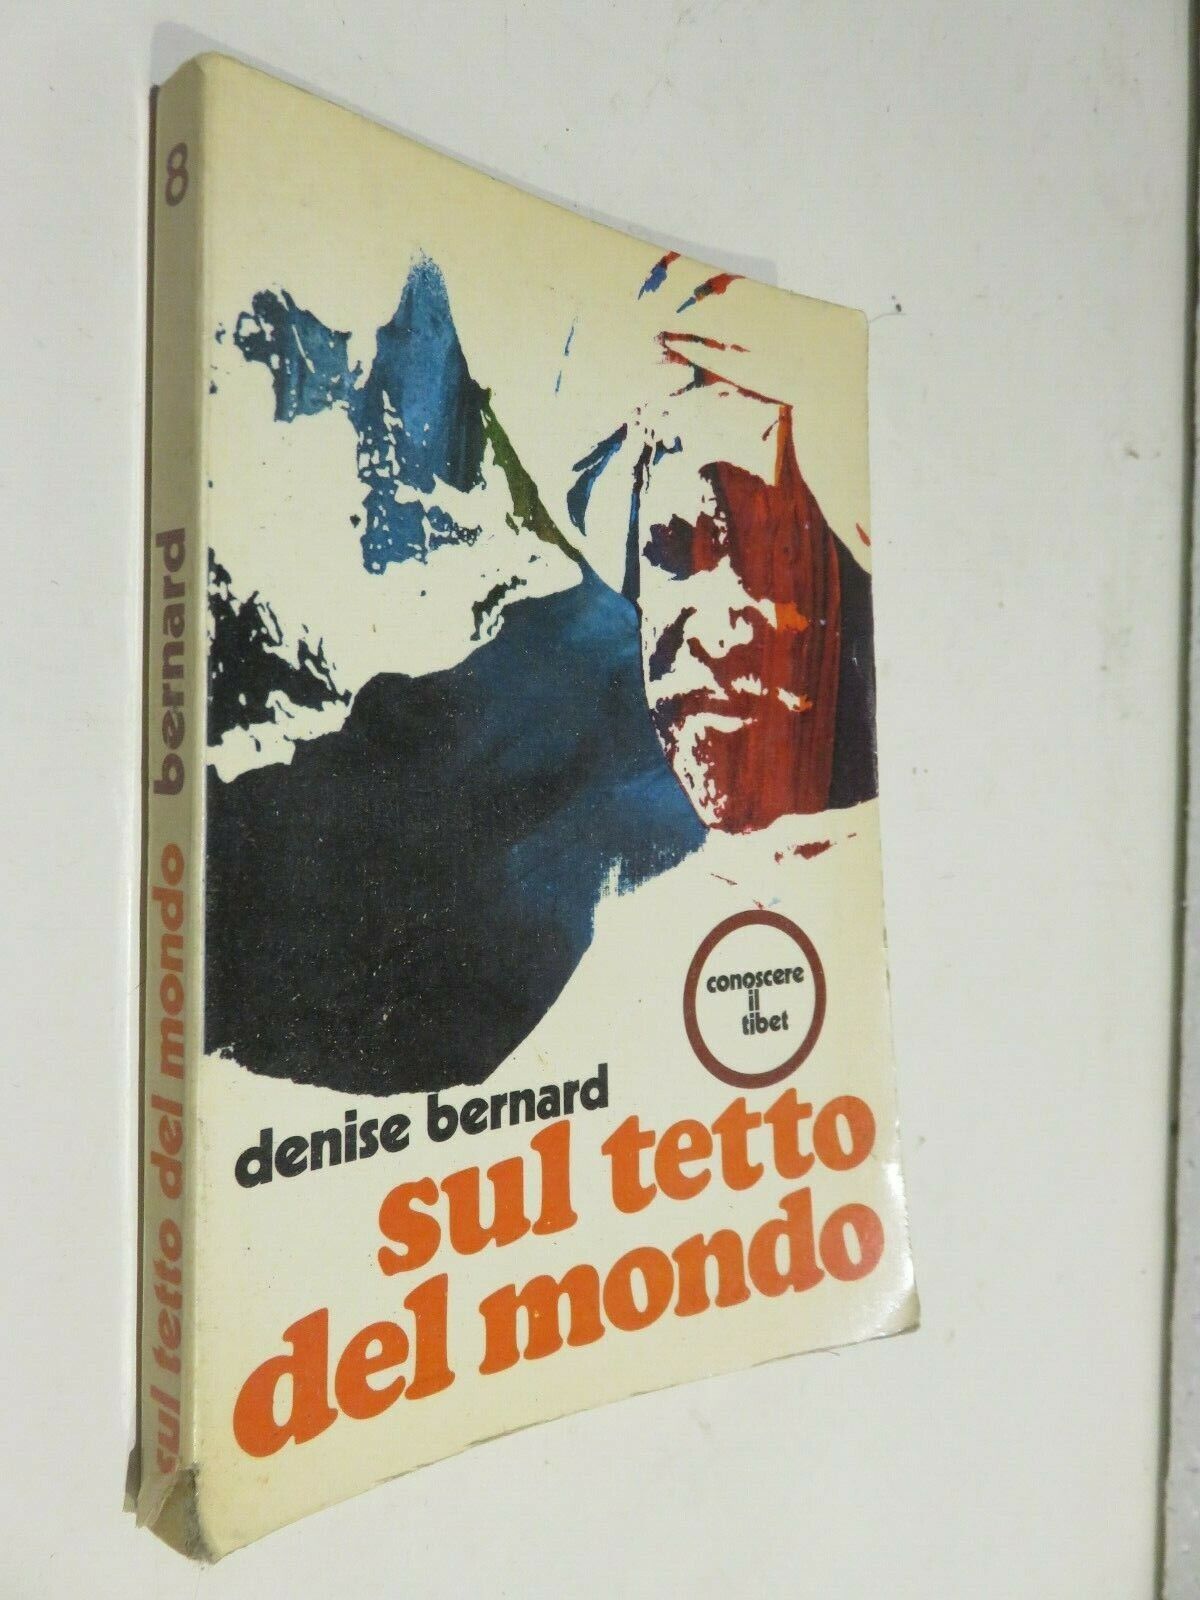 sul tetto del mondo bernard 8
conoscere
il
tibet
denise bernard
sul tetto
del mondo